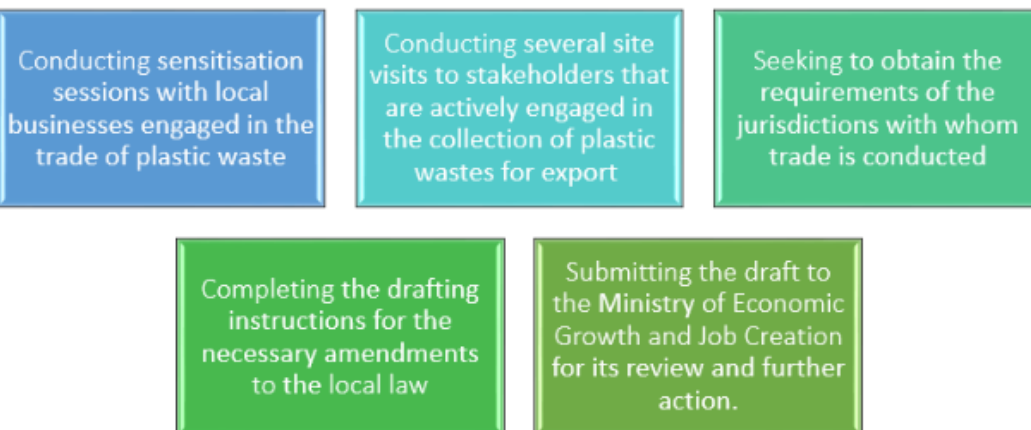 Conducting sensitisation
sessions with local
businesses engaged in the
trade of plastic waste
Conducting several site
visits to stakeholders that
are actively engaged in
the collection of plastic
wastes for export
Seeking to obtain the
requirements of the
jurisdictions with whom
trade is conducted
Completing the drafting
instructions for the
necessary amendments
to the local law
Submitting the draft to
the Ministry of Economic
Growth and Job Creation
for its review and further
action.